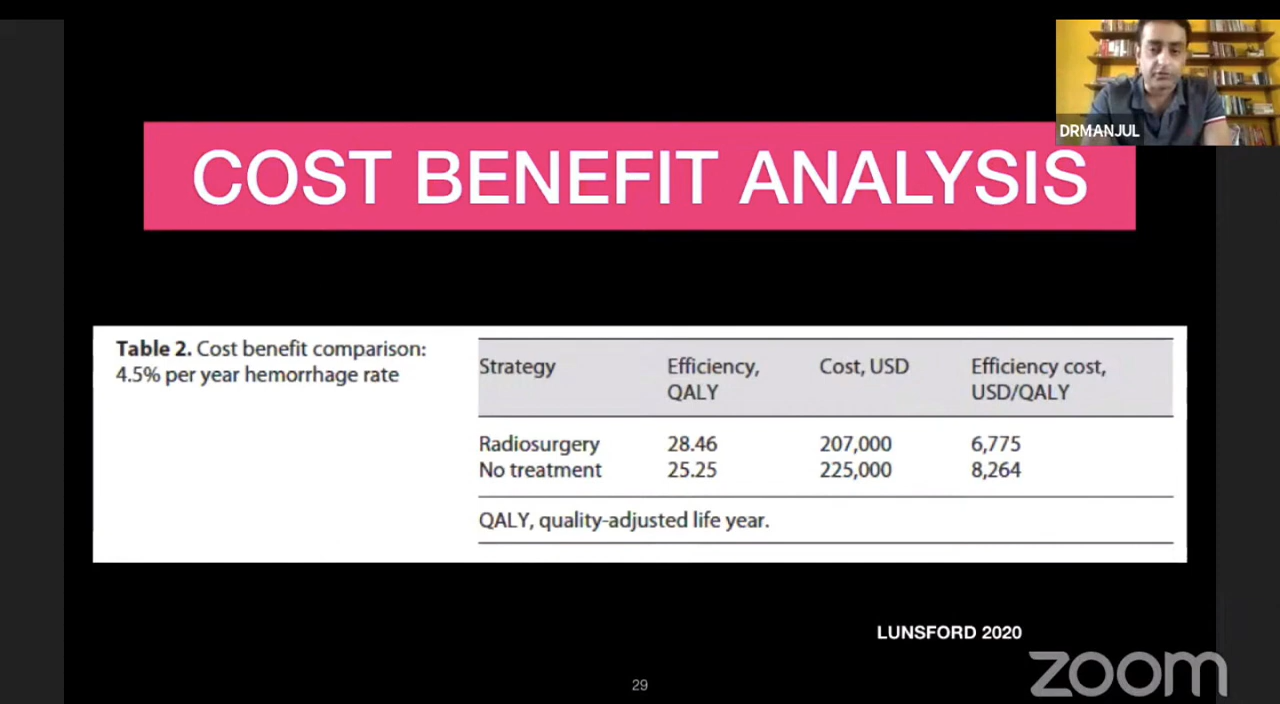 DRMANJUL
COST BENEFIT ANALYSIS
Table 2. Cost benefit comparison:
4.5% per year hemorrhage rate
Strategy Efficiency, QALY Cost, USD Efficiency cost, USD/QALY
Radiosurgery 28.46 207,000 6,775
No treatment 25.25 225,000 8,264
QALY, quality-adjusted life year.
LUNSFORD 2020
29
zoom